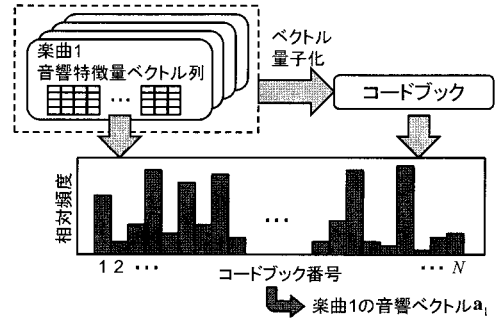 楽曲1
音響特徴量ベクトル列
...
ベクトル
量子化
コードブック
相対頻度
...
1 2 ... ... N
コードブック番号
楽曲1の音響ベクトルa₁